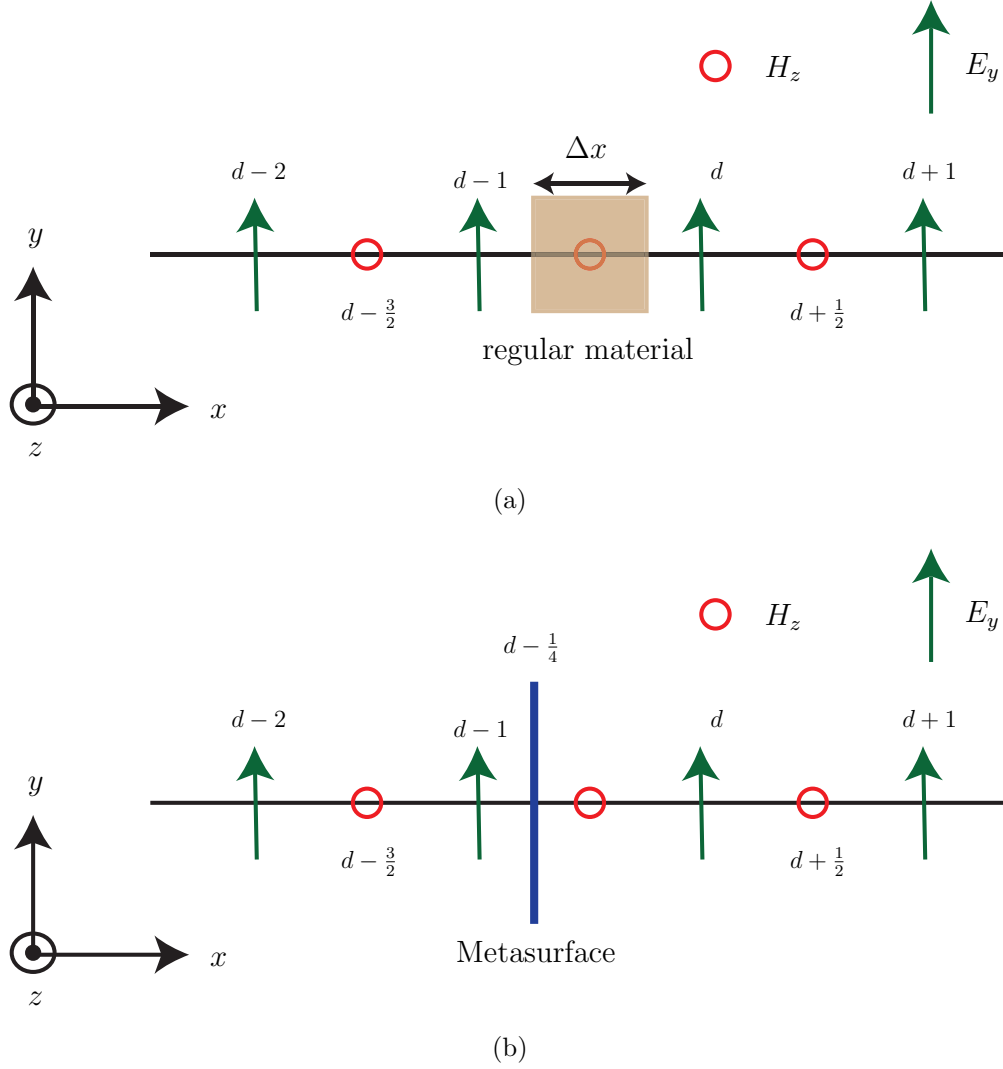 H_z E_y
Δx
d − 2 d − 1 d d + 1
y
d − 3/2 d + 1/2
regular material
x
z
(a)
H_z E_y
d − 1/4
d − 2 d − 1 d d + 1
y
d − 3/2 d + 1/2
Metasurface
x
z
(b)